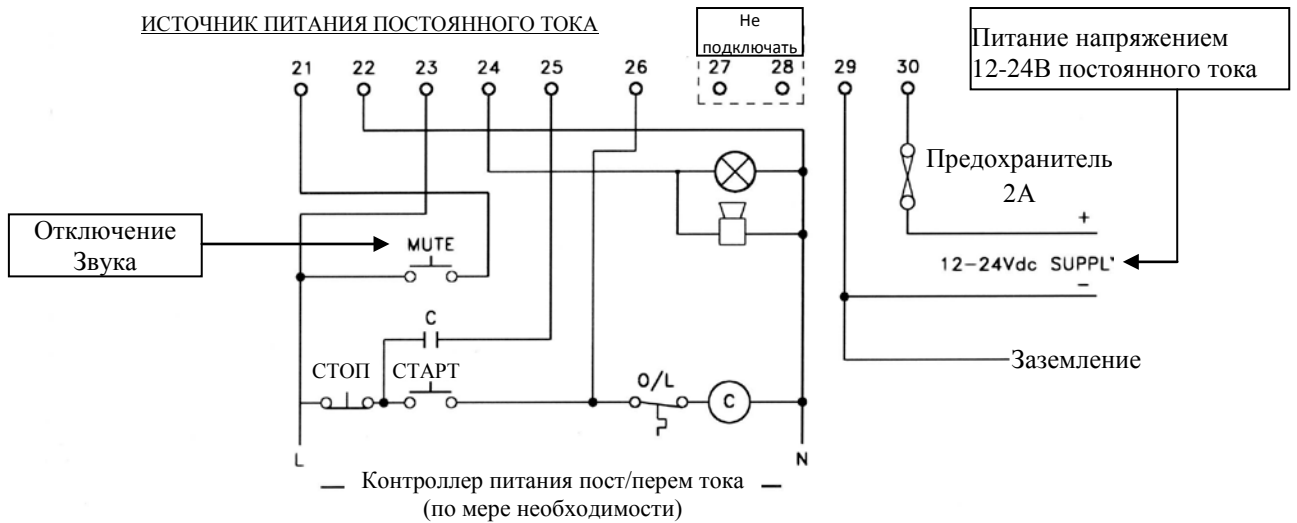 ИСТОЧНИК ПИТАНИЯ ПОСТОЯННОГО ТОКА
Не
подключать
Питание напряжением
12-24В постоянного тока
21 22 23 24 25 26 27 28 29 30
Предохранитель
2А
+
Отключение
Звука
MUTE
12-24Vdc SUPPL
−
C
Заземление
СТОП СТАРТ O/L C
L N
— Контроллер питания пост/перем тока —
(по мере необходимости)